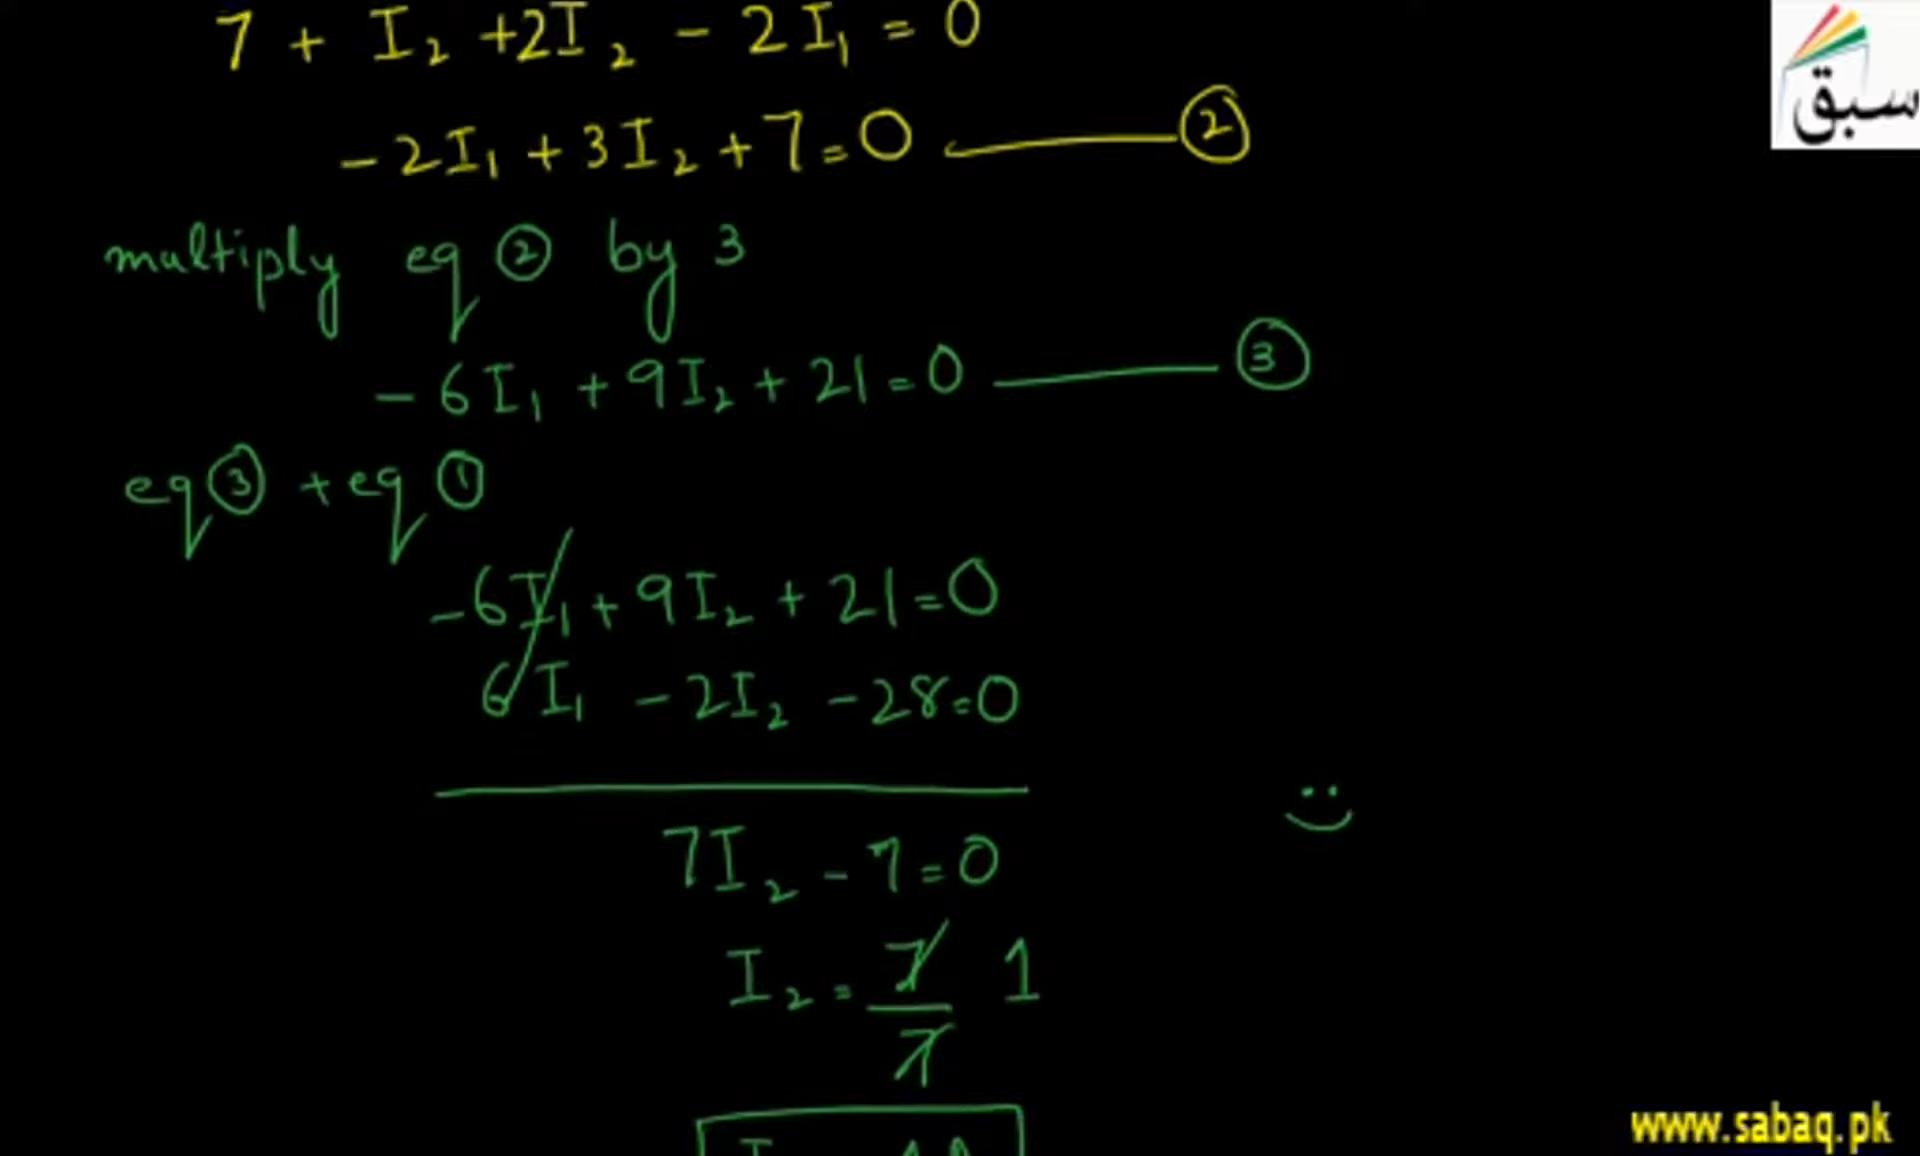 7 + I₂ + 2I₂ - 2I₁ = 0
سبق
-2I₁ + 3I₂ + 7 = 0 ——— ②
multiply eq ② by 3
-6I₁ + 9I₂ + 21 = 0 ——— ③
eq ③ + eq ①
-6I₁ + 9I₂ + 21 = 0
6I₁ - 2I₂ - 28 = 0
7I₂ - 7 = 0
I₂ = 7/7 1
www.sabaq.pk